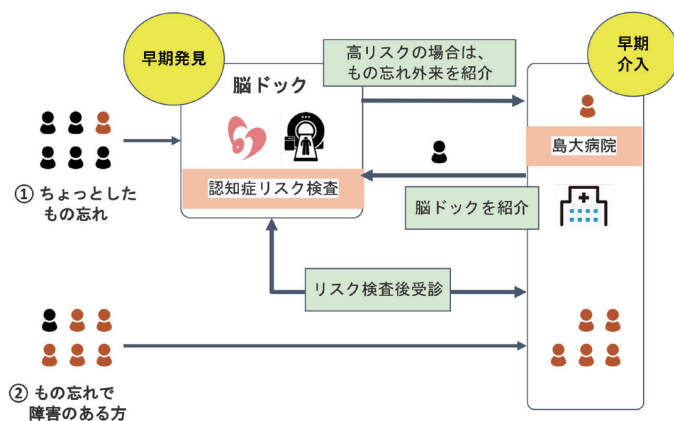 早期発見
脳ドック
認知症リスク検査
高リスクの場合は、
もの忘れ外来を紹介
早期
介入
島大病院
脳ドックを紹介
① ちょっとした
もの忘れ
リスク検査後受診
② もの忘れで
障害のある方